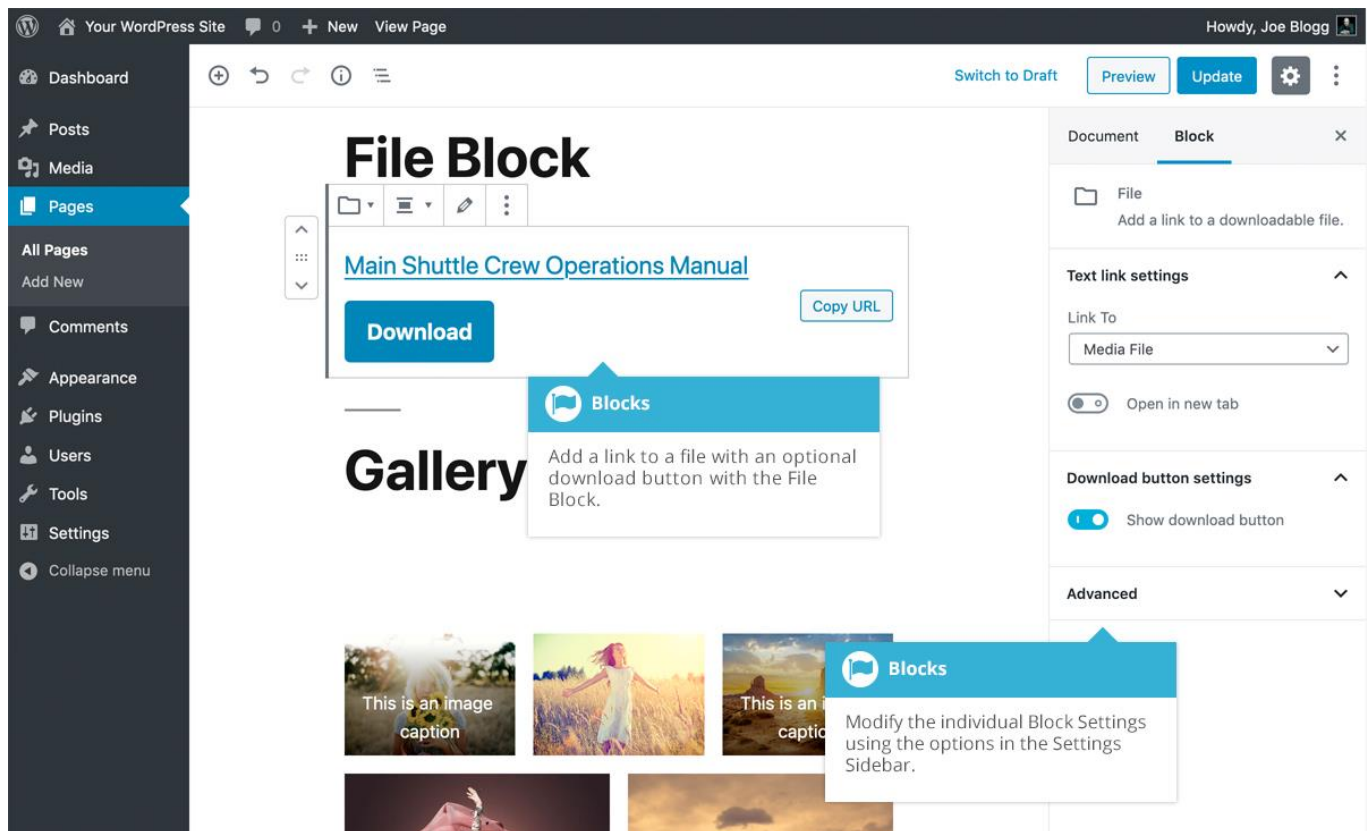 Your WordPress Site 0 New View Page Howdy, Joe Blogg
Dashboard
Posts
Media
Pages
All Pages
Add New
Comments
Appearance
Plugins
Users
Tools
Settings
Collapse menu
Switch to Draft Preview Update
File Block
Main Shuttle Crew Operations Manual
Copy URL
Download
Blocks
Add a link to a file with an optional
download button with the File
Block.
Gallery
This is an image
caption
This is an i
captio
Document Block
File
Add a link to a downloadable file.
Text link settings
Link To
Media File
Open in new tab
Download button settings
Show download button
Advanced
Blocks
Modify the individual Block Settings
using the options in the Settings
Sidebar.